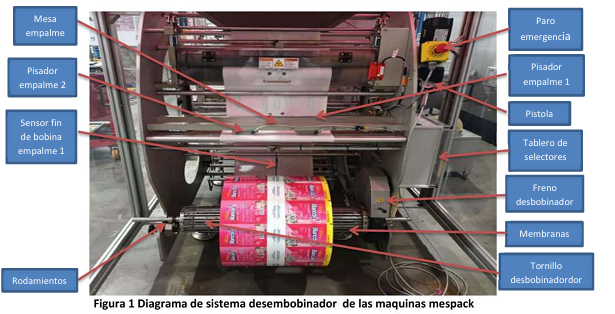 Mesa
empalme
Pisador
empalme 2
Sensor fin
de bobina
empalme 1
Rodamientos
Paro
emergencia
Pisador
empalme 1
Pistola
Tablero de
selectores
Freno
desbobinador
Membranas
Tornillo
desbobinadordor
Figura 1 Diagrama de sistema desembobinador de las maquinas mespack